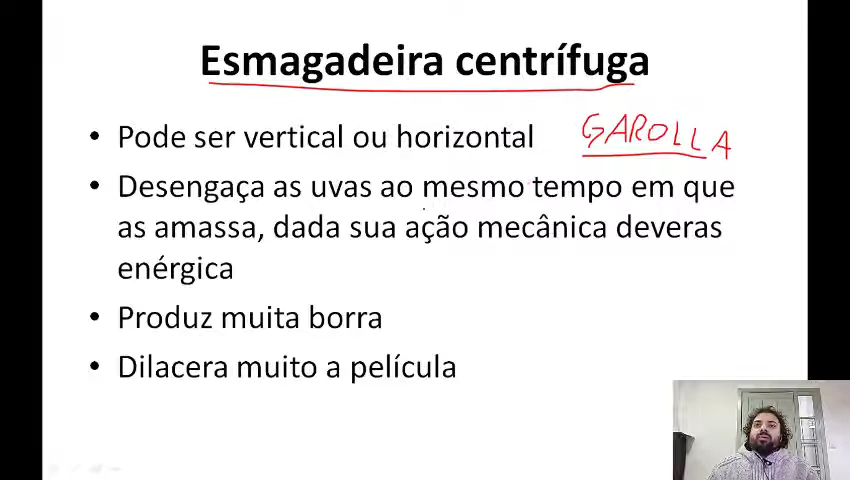 Esmagadeira centrífuga
• Pode ser vertical ou horizontal GAROLLA
• Desengaça as uvas ao mesmo tempo em que
as amassa, dada sua ação mecânica deveras
enérgica
• Produz muita borra
• Dilacera muito a película